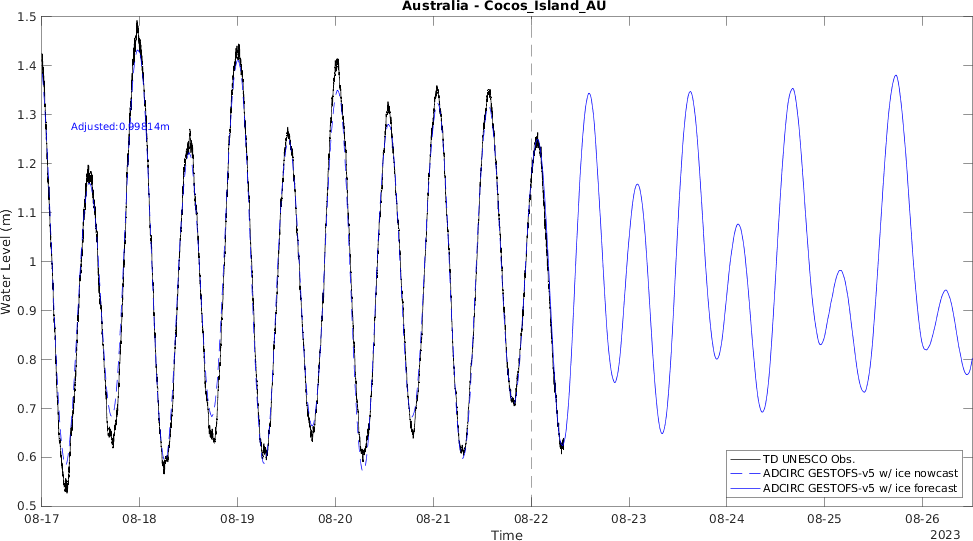 Australia - Cocos_Island_AU
1.5
1.4
1.3
Adjusted:0.99814m
1.2
1.1
1
0.9
0.8
0.7
0.6
0.5
Water Level (m)
TD UNESCO Obs.
ADCIRC GESTOFS-v5 w/ ice nowcast
ADCIRC GESTOFS-v5 w/ ice forecast
08-17 08-18 08-19 08-20 08-21 08-22 08-23 08-24 08-25 08-26
Time
2023